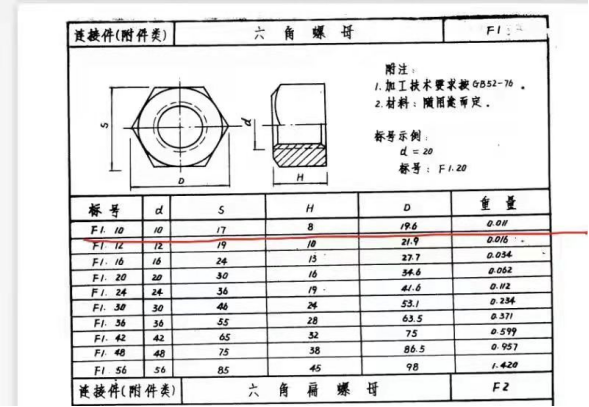 连接件(附件类) 六角螺母 F1
附注:
1.加工技术要求按GB52-76。
2.材料:随用途而定。
标号示例:
d = 20
标号: F1.20
S
d
D
H
标号 d S H D 重量
F1. 10 10 17 8 19.6 0.011
F1. 12 12 19 10 21.9 0.016
F1. 16 16 24 13 27.7 0.034
F1. 20 20 30 16 34.6 0.062
F1. 24 24 36 19 41.6 0.112
F1. 30 30 46 24 53.1 0.234
F1. 36 36 55 28 63.5 0.371
F1. 42 42 65 32 75 0.599
F1. 48 48 75 38 86.5 0.957
F1. 56 56 85 45 98 1.420
连接件(附件类) 六角扁螺母 F2